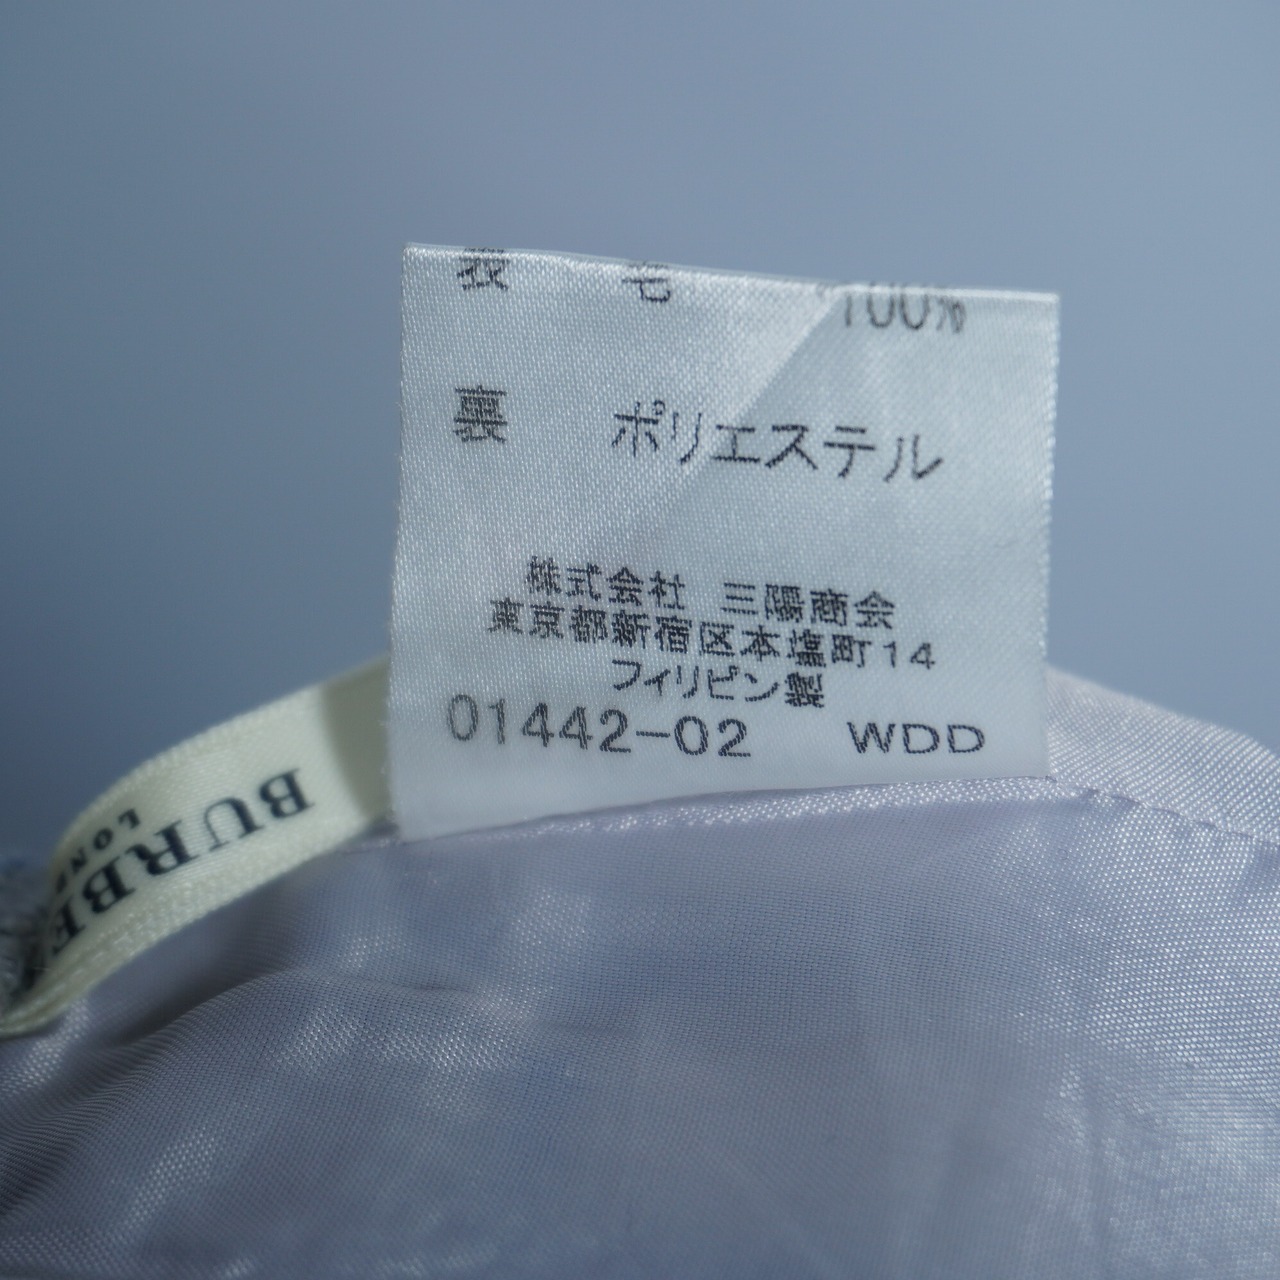 表 毛 100%
裏 ポリエステル
株式会社 三陽商会
東京都新宿区本塩町14
フィリピン製
01442-02 WDD
BURBE
LOND